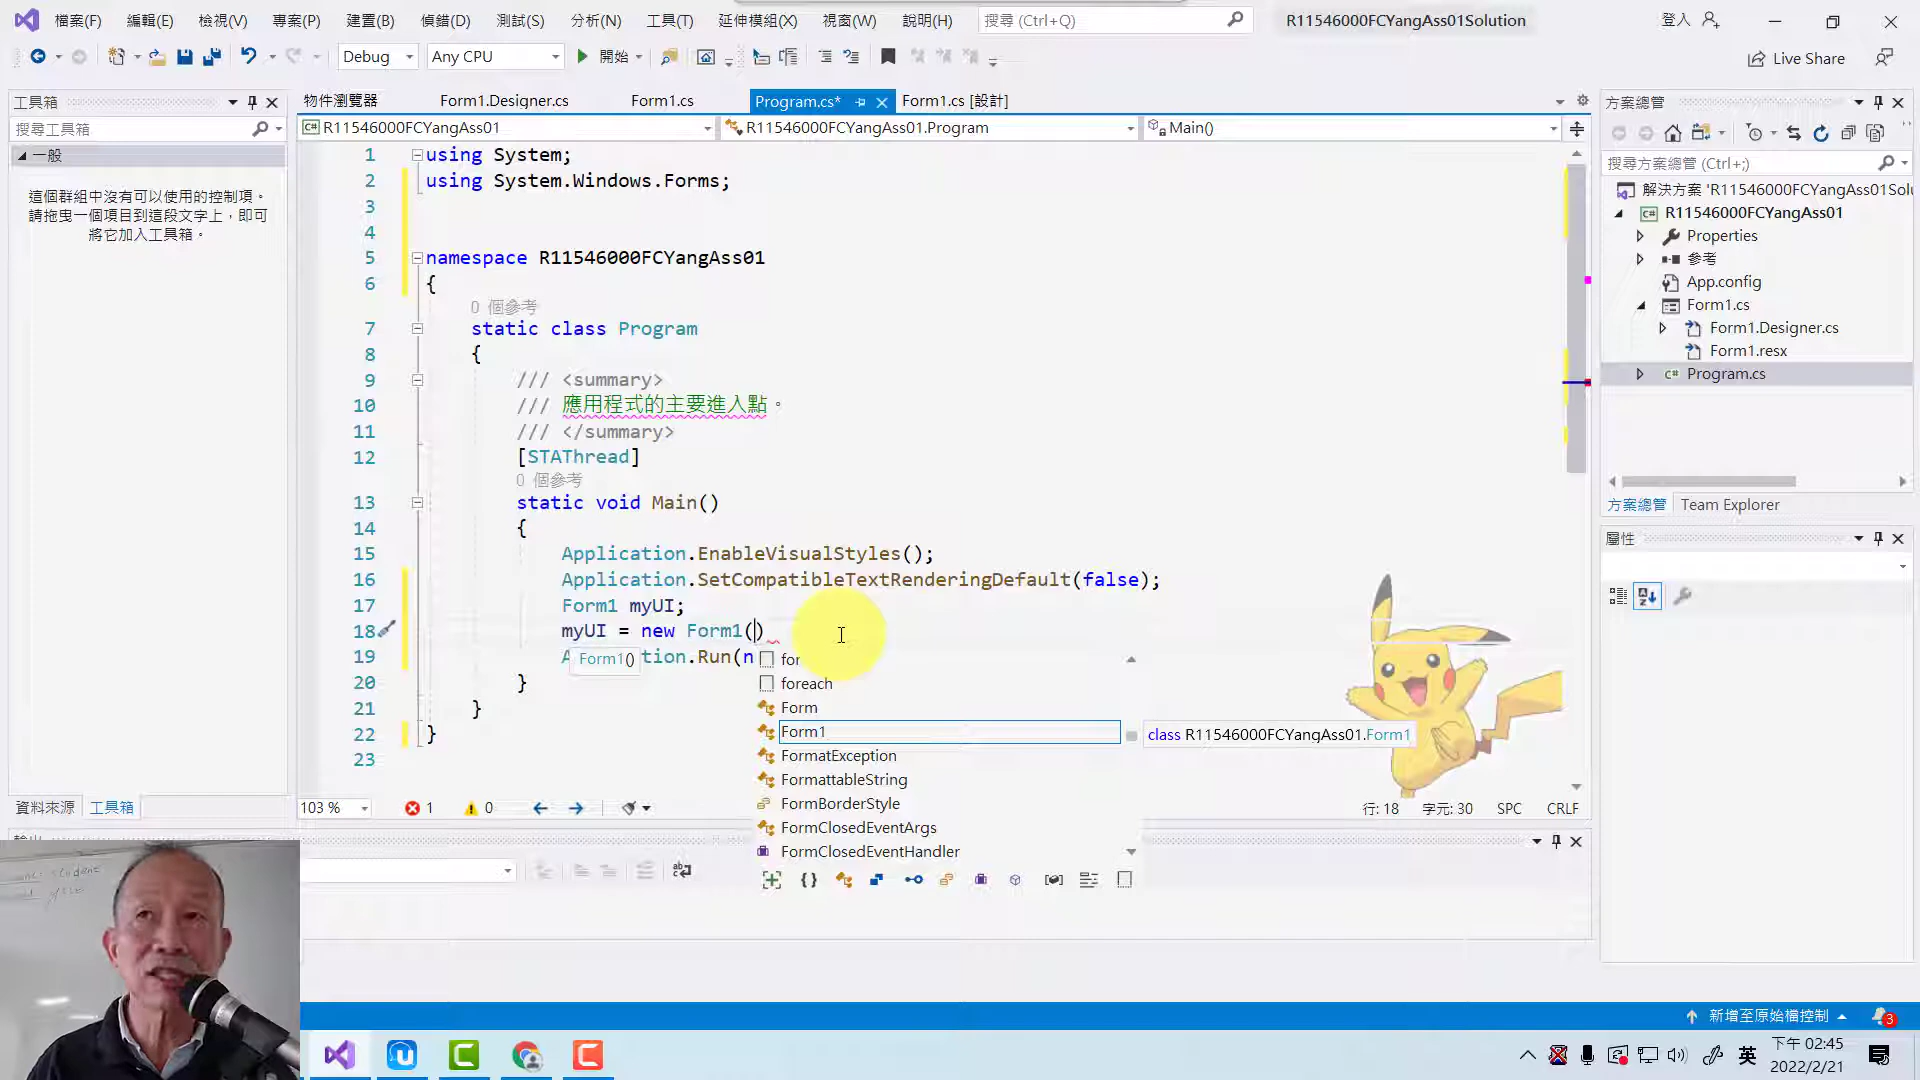 檔案(F) 編輯(E) 檢視(V) 專案(P) 建置(B) 偵錯(D) 測試(S) 分析(N) 工具(T) 延伸模組(X) 視窗(W) 說明(H) 搜尋 (Ctrl+Q) R11546000FCYangAss01Solution 登入
Debug Any CPU 開始 Live Share
工具箱
搜尋工具箱
一般
這個群組中沒有可以使用的控制項。
請拖曳一個項目到這段文字上，即可
將它加入工具箱。
資料來源 工具箱
物件瀏覽器 Form1.Designer.cs Form1.cs Program.cs* Form1.cs [設計]
R11546000FCYangAss01 R11546000FCYangAss01.Program Main()
1 using System;
2 using System.Windows.Forms;
3
4
5 namespace R11546000FCYangAss01
6 {
0 個參考
7 static class Program
8 {
9 /// <summary>
10 /// 應用程式的主要進入點。
11 /// </summary>
12 [STAThread]
0 個參考
13 static void Main()
14 {
15 Application.EnableVisualStyles();
16 Application.SetCompatibleTextRenderingDefault(false);
17 Form1 myUI;
18 myUI = new Form1()
19 A tion.Run(n
Form1()
20 }
21 }
22 }
23
for
foreach
Form
Form1
FormatException
FormattableString
FormBorderStyle
FormClosedEventArgs
FormClosedEventHandler
class R11546000FCYangAss01.Form1
103 % 1 0 行: 18 字元: 30 SPC CRLF
方案總管
搜尋方案總管 (Ctrl+;)
解決方案 'R11546000FCYangAss01Solu
R11546000FCYangAss01
Properties
參考
App.config
Form1.cs
Form1.Designer.cs
Form1.resx
Program.cs
方案總管 Team Explorer
屬性
新增至原始檔控制 3
英 下午 02:45
2022/2/21